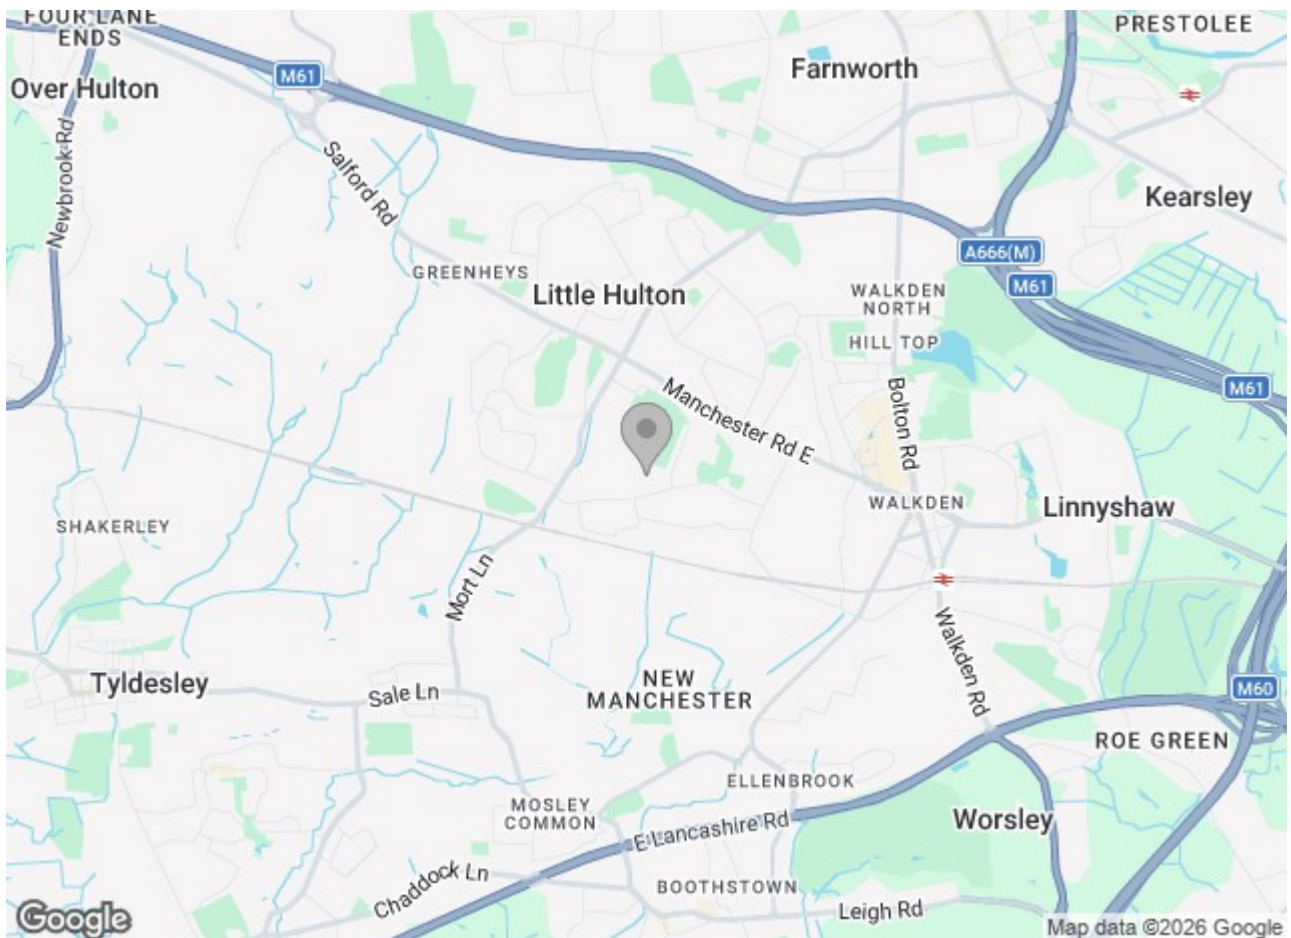 FOUR LANE
ENDS
PRESTOLEE
M61
Farnworth
Over Hulton
Newbrook Rd
Salford Rd
Kearsley
A666(M)
GREENHEYS
M61
Little Hulton
WALKDEN
NORTH
HILL TOP
M61
Bolton Rd
Manchester Rd E
WALKDEN
Linnyshaw
SHAKERLEY
Mort Ln
Walkden Rd
Tyldesley
NEW
MANCHESTER
Sale Ln
M60
ROE GREEN
ELLENBROOK
MOSLEY
COMMON
Worsley
E Lancashire Rd
Chaddock Ln
BOOTHSTOWN
Leigh Rd
Google
Map data ©2026 Google